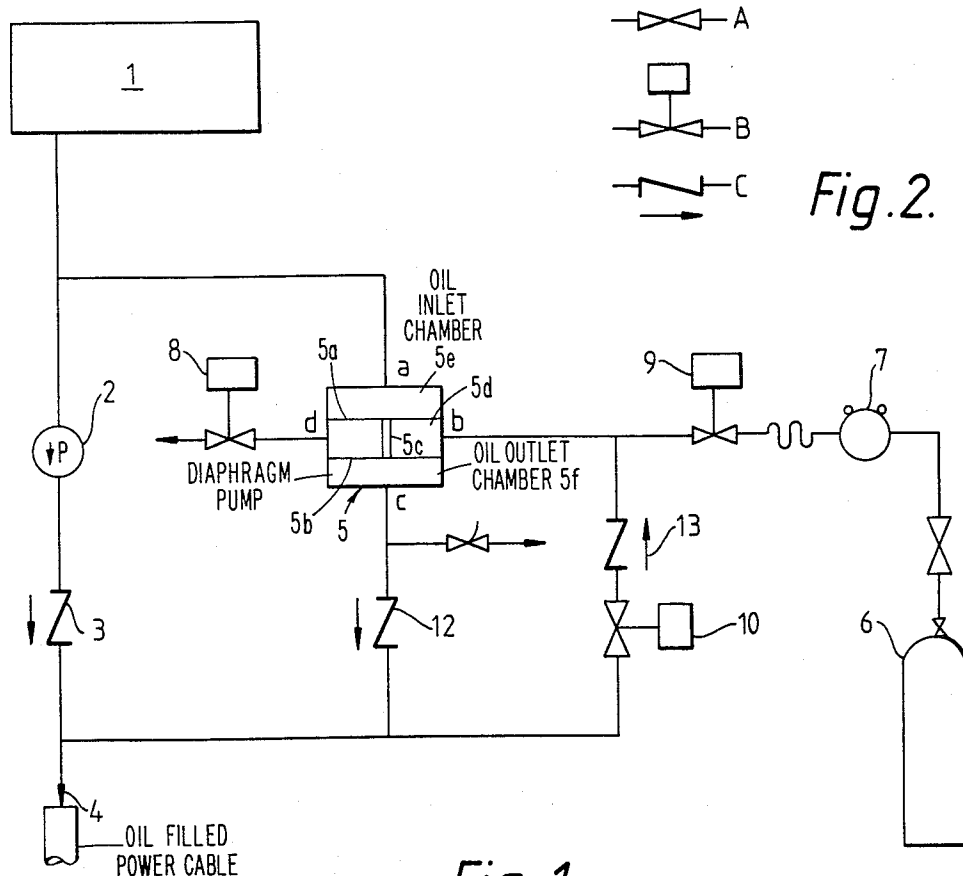 1
A
B
C
Fig.2.
OIL
INLET
CHAMBER
8
5a
a
5e
5d
9
7
2
d
b
P
5c
DIAPHRAGM
PUMP
OIL OUTLET
CHAMBER 5f
5b
5
c
13
3
12
10
6
4
OIL FILLED
POWER CABLE
Fig.1.